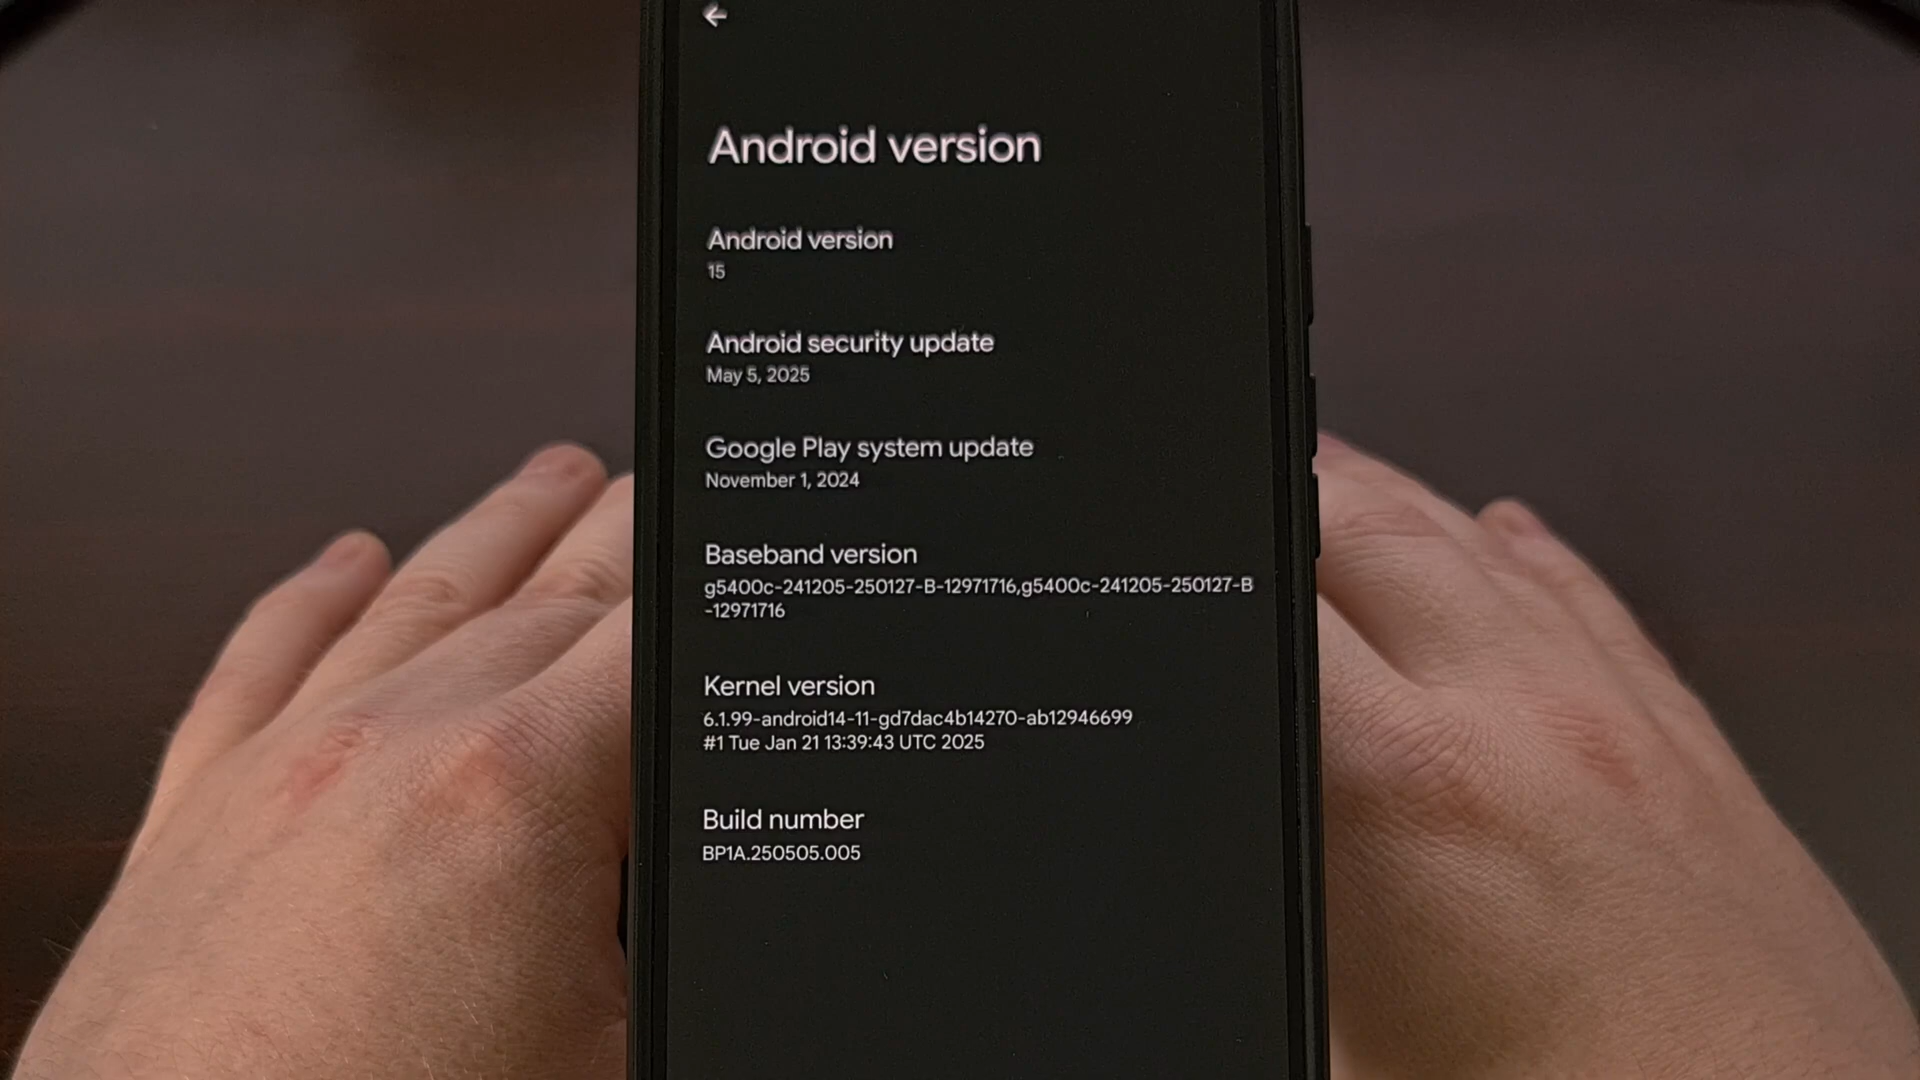 Android version
Android version
15
Android security update
May 5, 2025
Google Play system update
November 1, 2024
Baseband version
g5400c-241205-250127-B-12971716,g5400c-241205-250127-B
-12971716
Kernel version
6.1.99-android14-11-gd7dac4b14270-ab12946699
#1 Tue Jan 21 13:39:43 UTC 2025
Build number
BP1A.250505.005